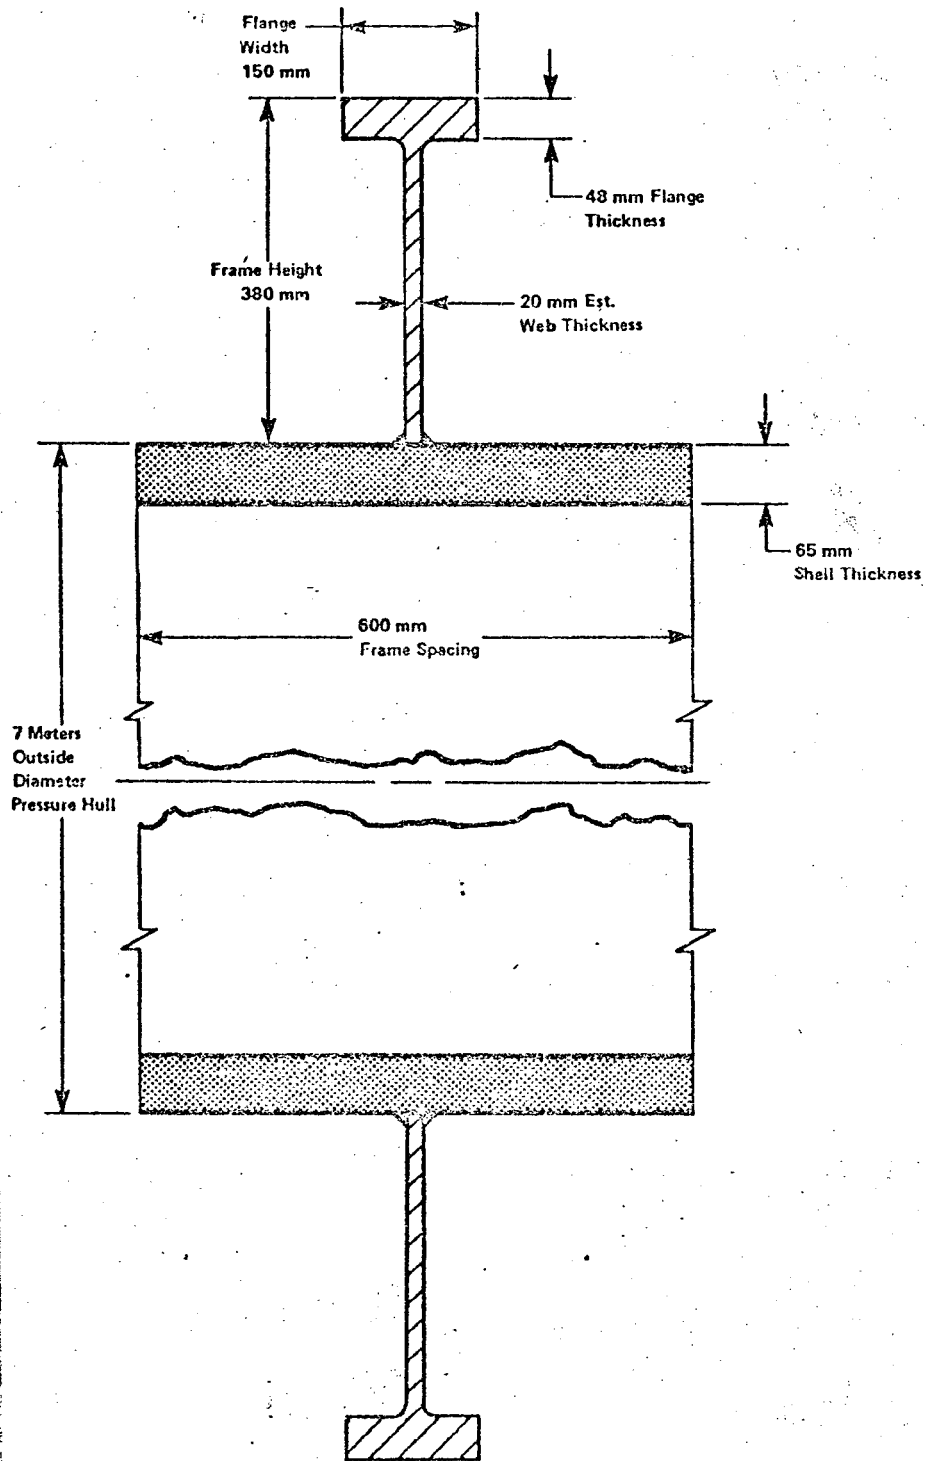 Flange
Width
150 mm
48 mm Flange
Thickness
Frame Height
380 mm
20 mm Est.
Web Thickness
65 mm
Shell Thickness
600 mm
Frame Spacing
7 Meters
Outside
Diameter
Pressure Hull